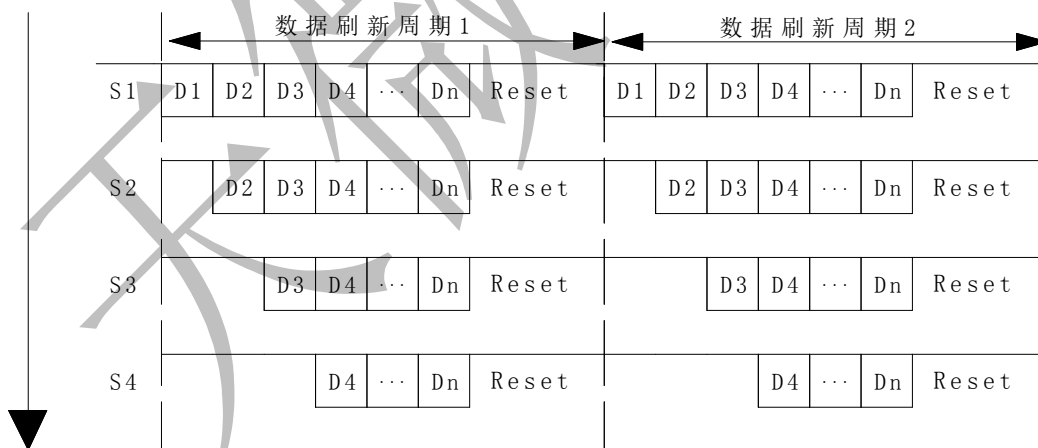 数据刷新周期1 数据刷新周期2
S1 D1 D2 D3 D4 ··· Dn Reset D1 D2 D3 D4 ··· Dn Reset
S2 D2 D3 D4 ··· Dn Reset D2 D3 D4 ··· Dn Reset
S3 D3 D4 ··· Dn Reset D3 D4 ··· Dn Reset
S4 D4 ··· Dn Reset D4 ··· Dn Reset
天微